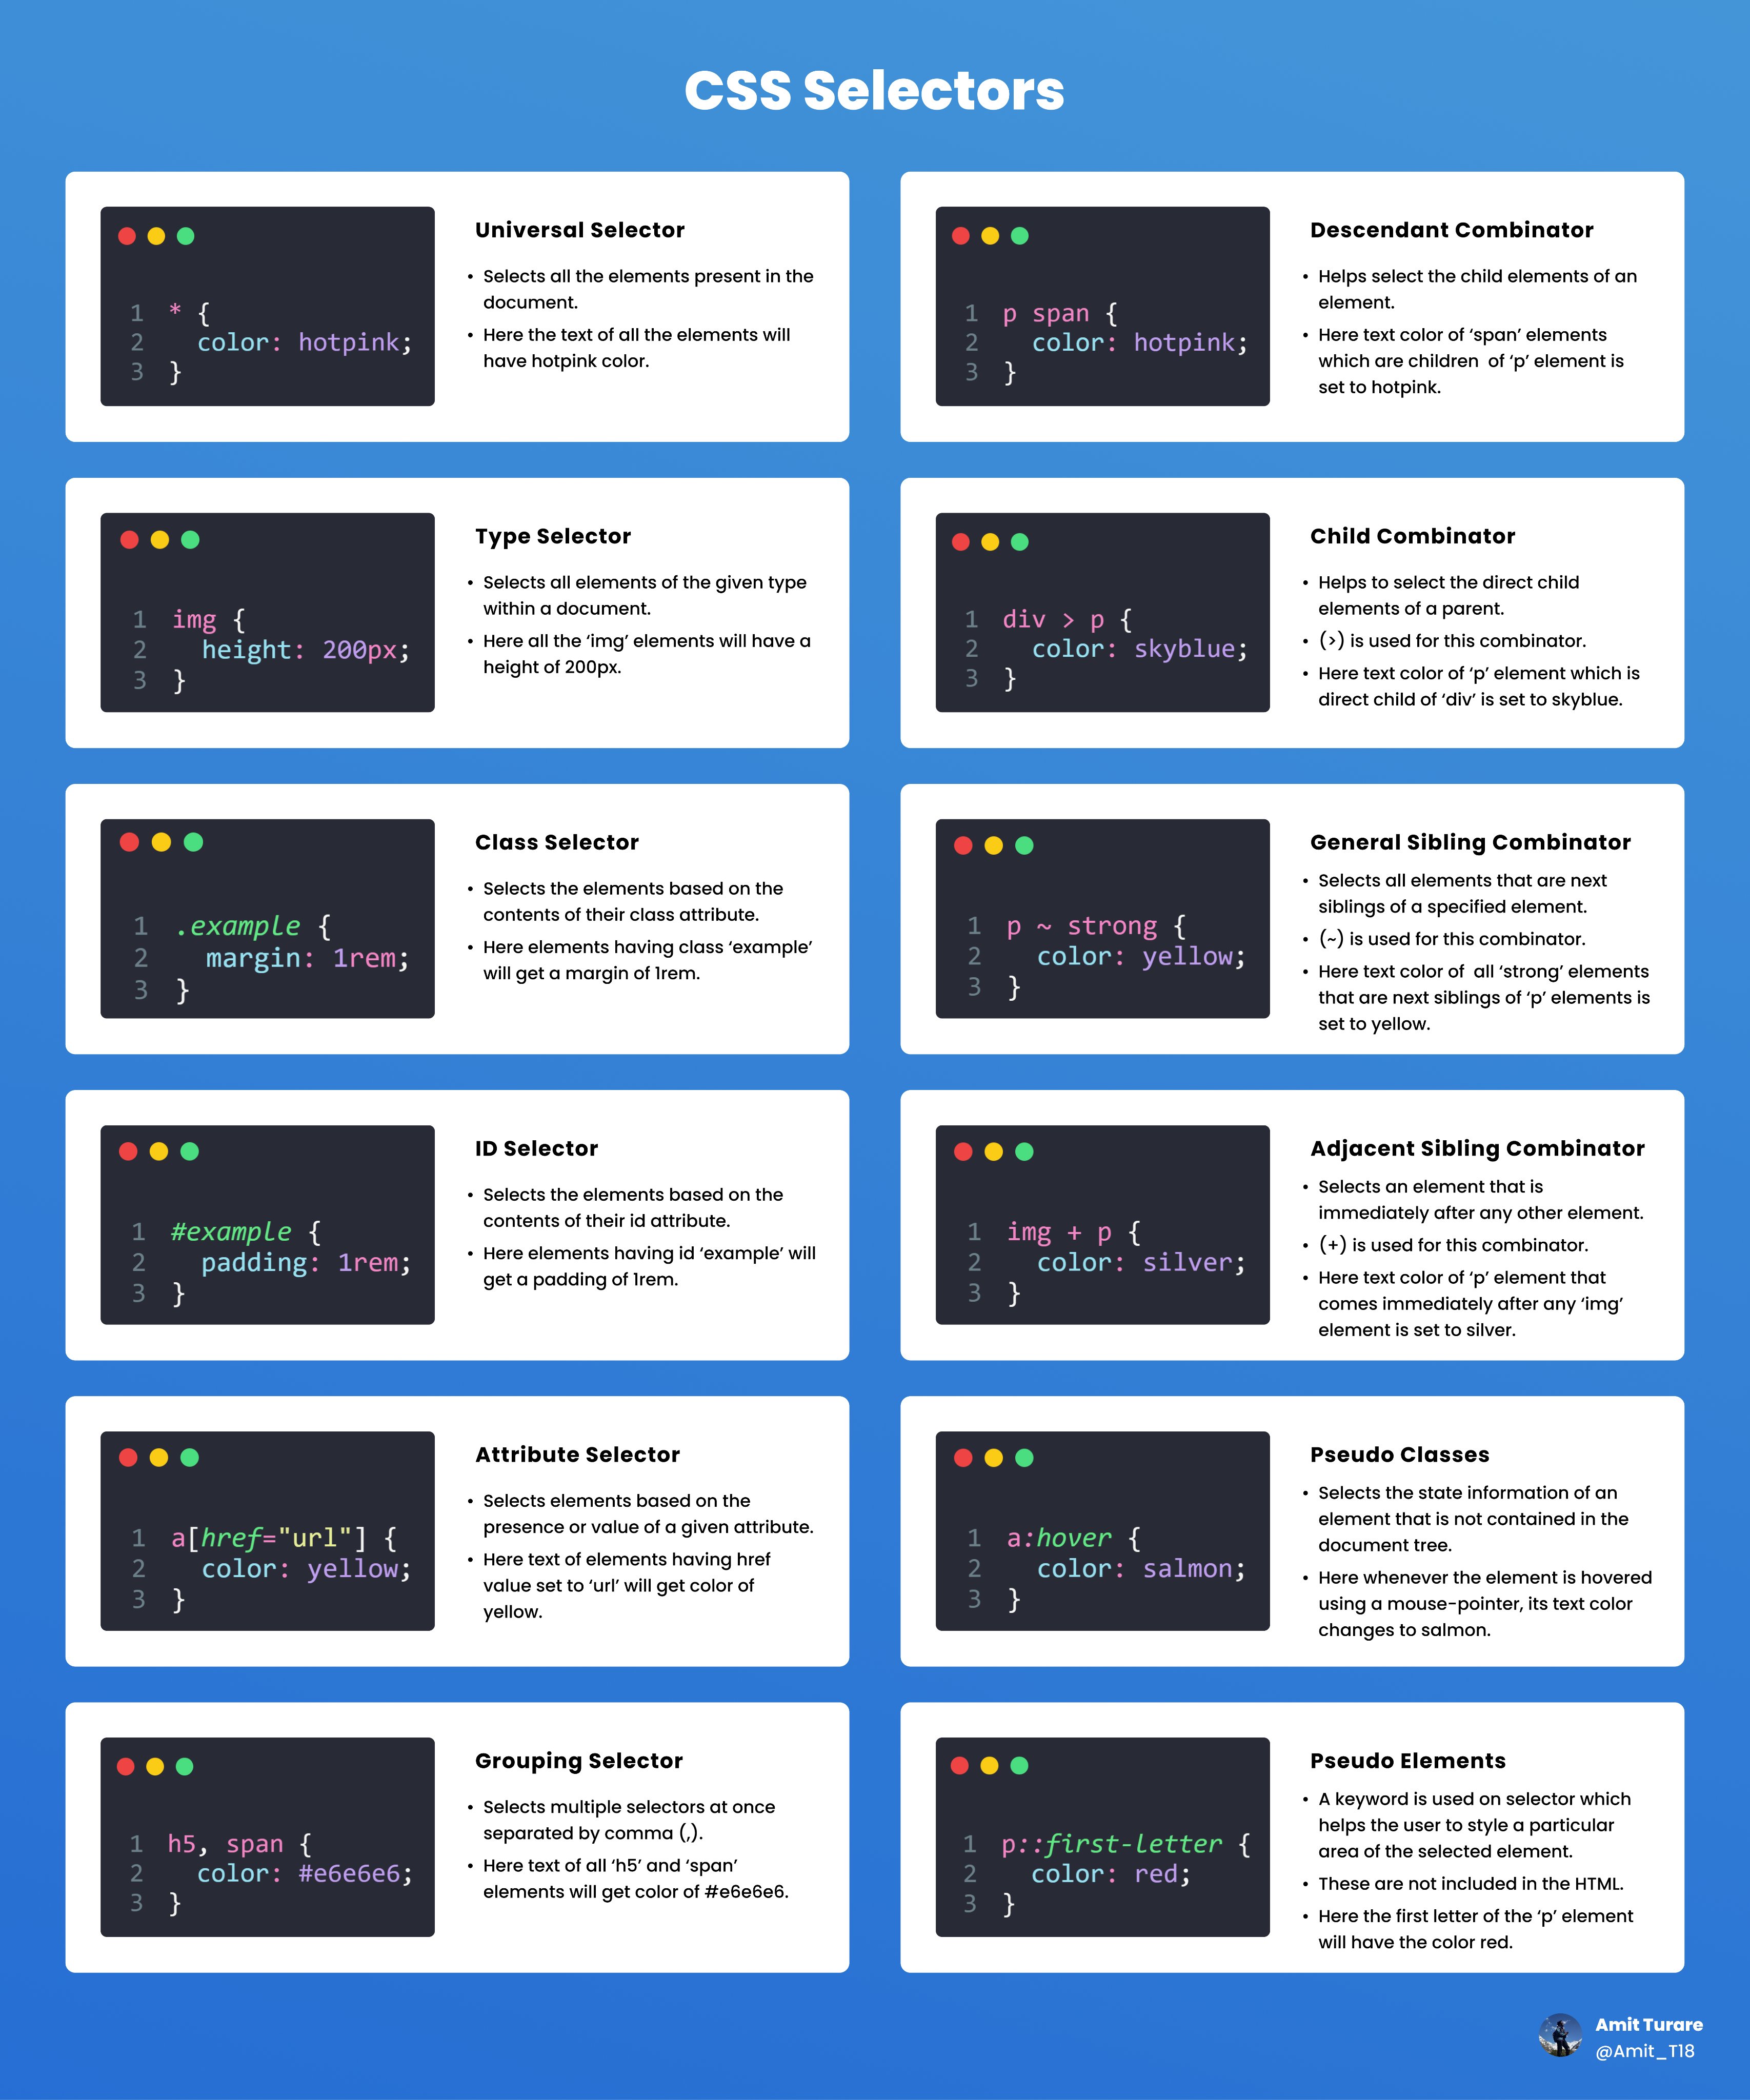 CSS Selectors
1 * {
2 color: hotpink;
3 }
Universal Selector
• Selects all the elements present in the
document.
• Here the text of all the elements will
have hotpink color.
1 p span {
2 color: hotpink;
3 }
Descendant Combinator
• Helps select the child elements of an
element.
• Here text color of ‘span’ elements
which are children  of ‘p’ element is
set to hotpink.
1 img {
2 height: 200px;
3 }
Type Selector
• Selects all elements of the given type
within a document.
• Here all the ‘img’ elements will have a
height of 200px.
1 div > p {
2 color: skyblue;
3 }
Child Combinator
• Helps to select the direct child
elements of a parent.
• (>) is used for this combinator.
• Here text color of ‘p’ element which is
direct child of ‘div’ is set to skyblue.
1 .example {
2 margin: 1rem;
3 }
Class Selector
• Selects the elements based on the
contents of their class attribute.
• Here elements having class ‘example’
will get a margin of 1rem.
1 p ~ strong {
2 color: yellow;
3 }
General Sibling Combinator
• Selects all elements that are next
siblings of a specified element.
• (~) is used for this combinator.
• Here text color of  all ‘strong’ elements
that are next siblings of ‘p’ elements is
set to yellow.
1 #example {
2 padding: 1rem;
3 }
ID Selector
• Selects the elements based on the
contents of their id attribute.
• Here elements having id ‘example’ will
get a padding of 1rem.
1 img + p {
2 color: silver;
3 }
Adjacent Sibling Combinator
• Selects an element that is
immediately after any other element.
• (+) is used for this combinator.
• Here text color of ‘p’ element that
comes immediately after any ‘img’
element is set to silver.
1 a[href="url"] {
2 color: yellow;
3 }
Attribute Selector
• Selects elements based on the
presence or value of a given attribute.
• Here text of elements having href
value set to ‘url’ will get color of
yellow.
1 a:hover {
2 color: salmon;
3 }
Pseudo Classes
• Selects the state information of an
element that is not contained in the
document tree.
• Here whenever the element is hovered
using a mouse-pointer, its text color
changes to salmon.
1 h5, span {
2 color: #e6e6e6;
3 }
Grouping Selector
• Selects multiple selectors at once
separated by comma (,).
• Here text of all ‘h5’ and ‘span’
elements will get color of #e6e6e6.
1 p::first-letter {
2 color: red;
3 }
Pseudo Elements
• A keyword is used on selector which
helps the user to style a particular
area of the selected element.
• These are not included in the HTML.
• Here the first letter of the ‘p’ element
will have the color red.
Amit Turare
@Amit_T18